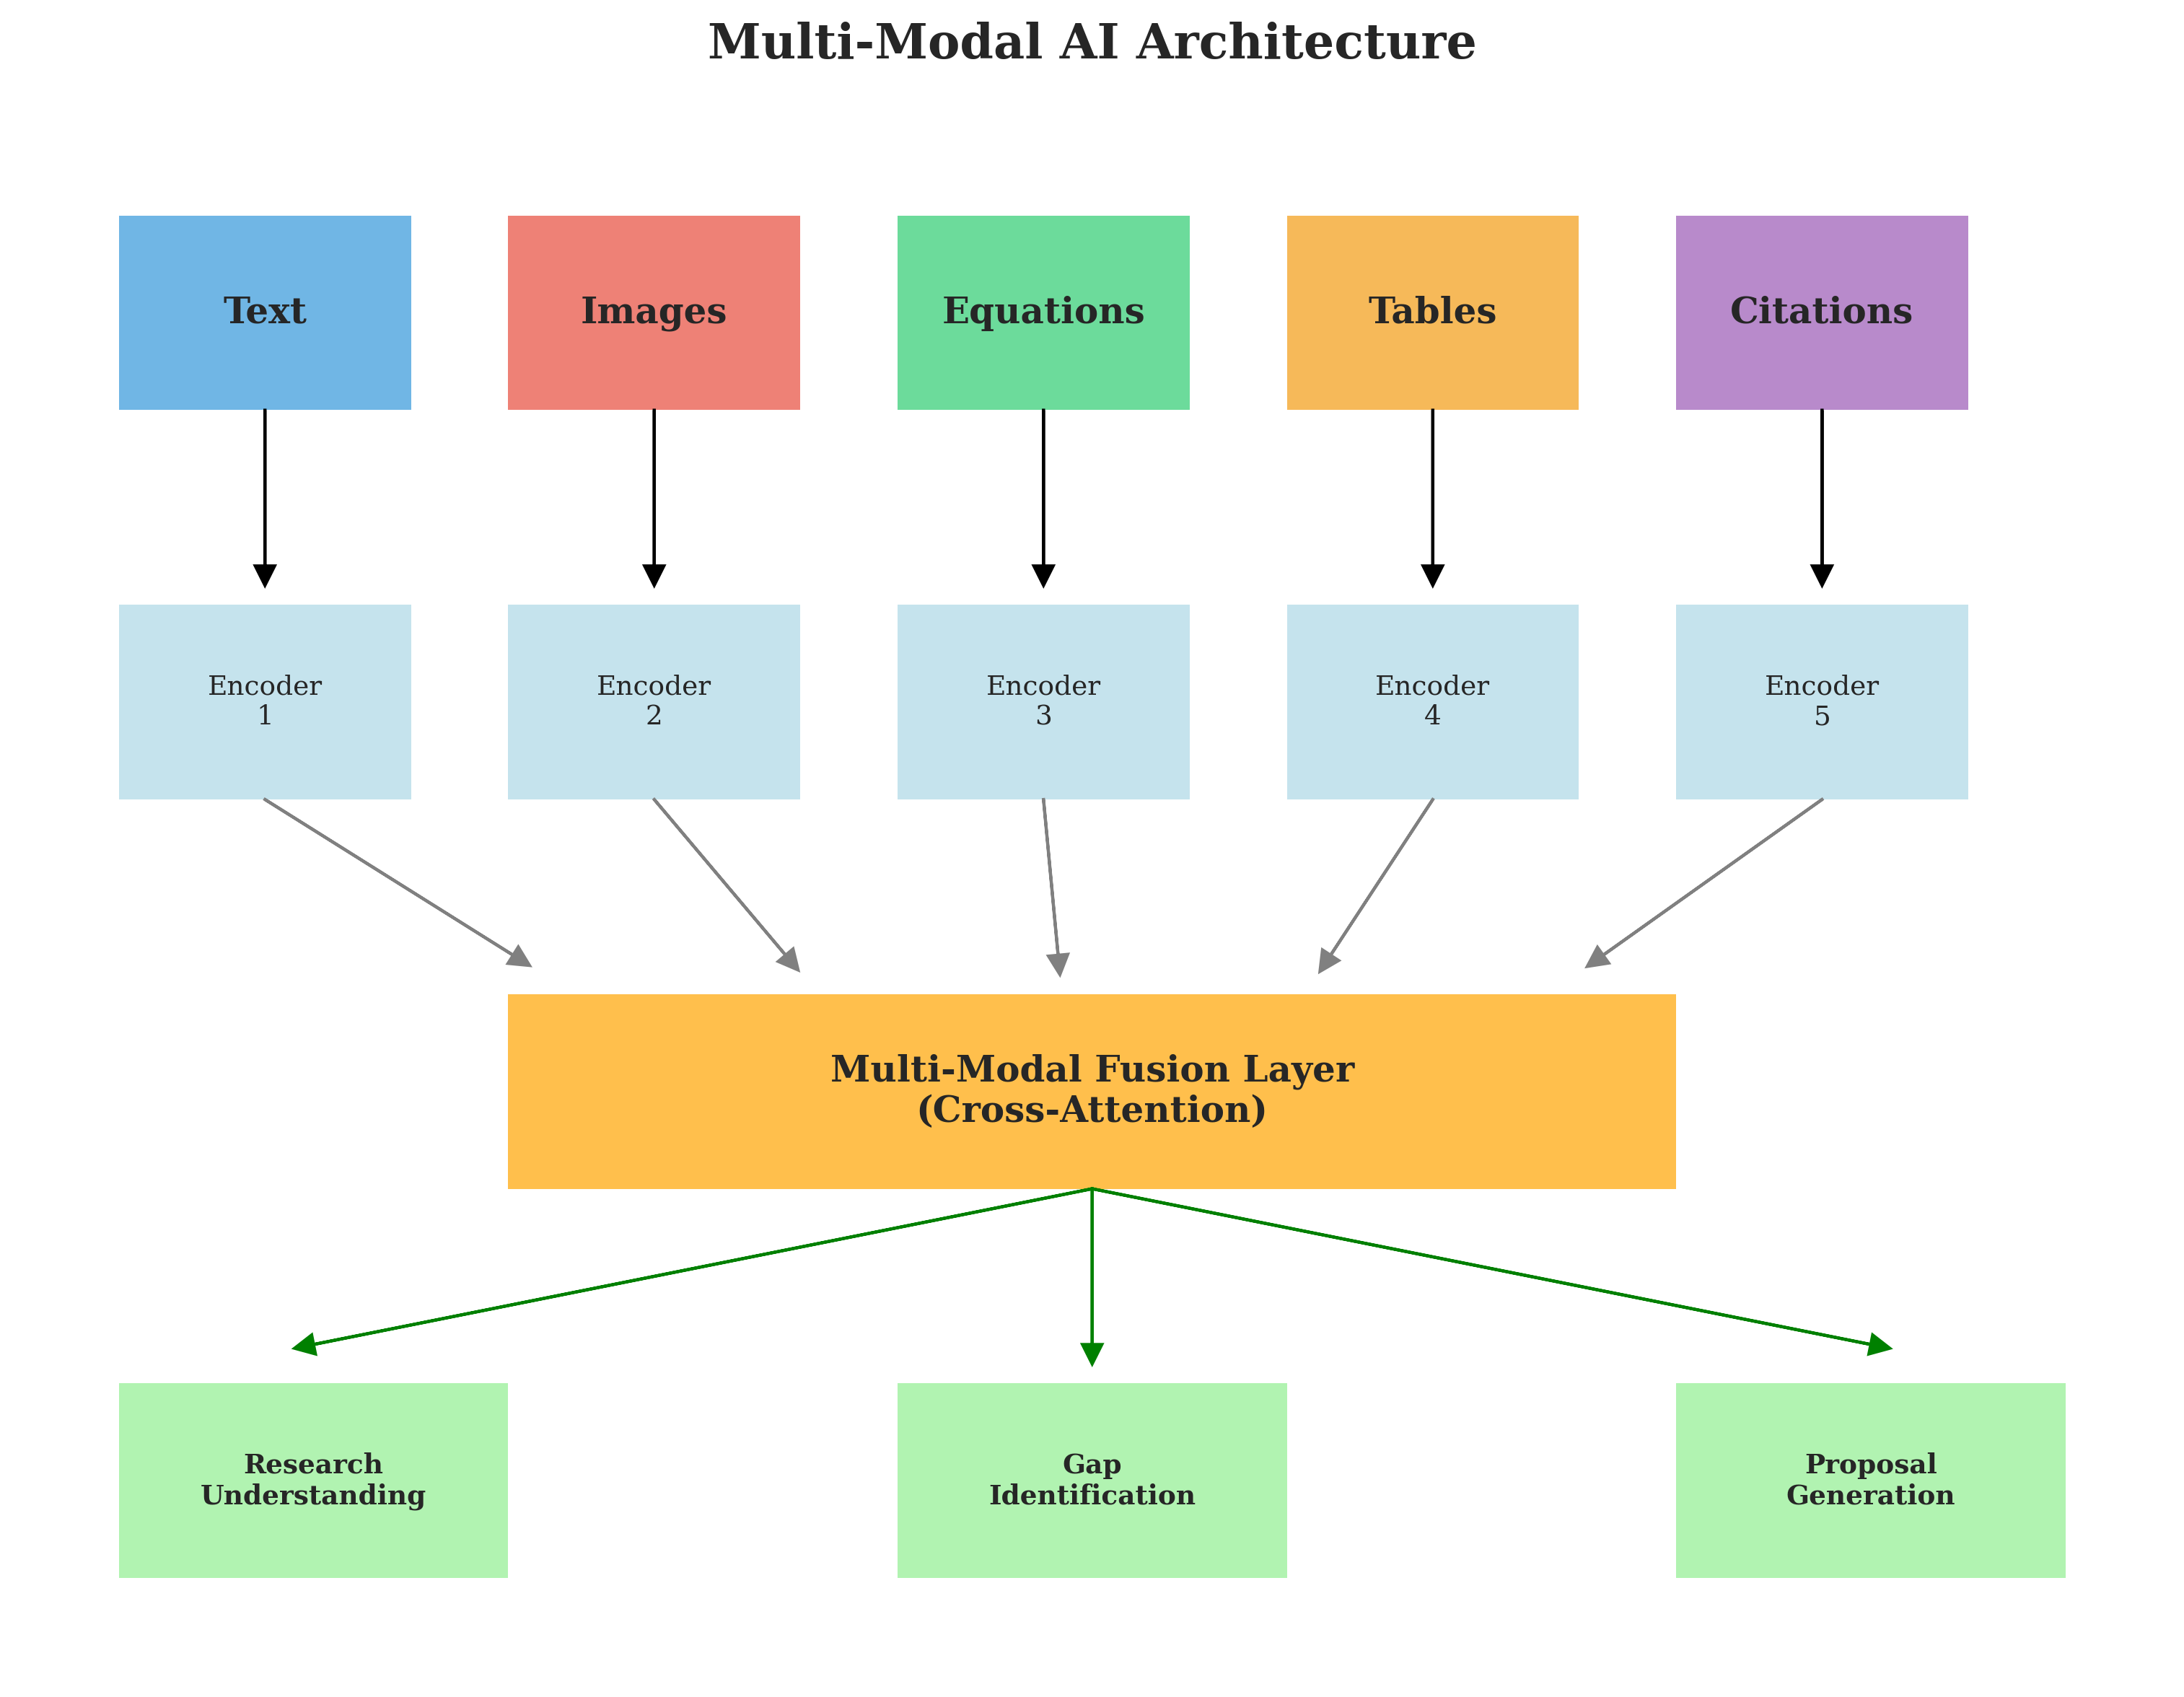 Multi-Modal AI Architecture
Text
Images
Equations
Tables
Citations
Encoder
1
Encoder
2
Encoder
3
Encoder
4
Encoder
5
Multi-Modal Fusion Layer
(Cross-Attention)
Research
Understanding
Gap
Identification
Proposal
Generation